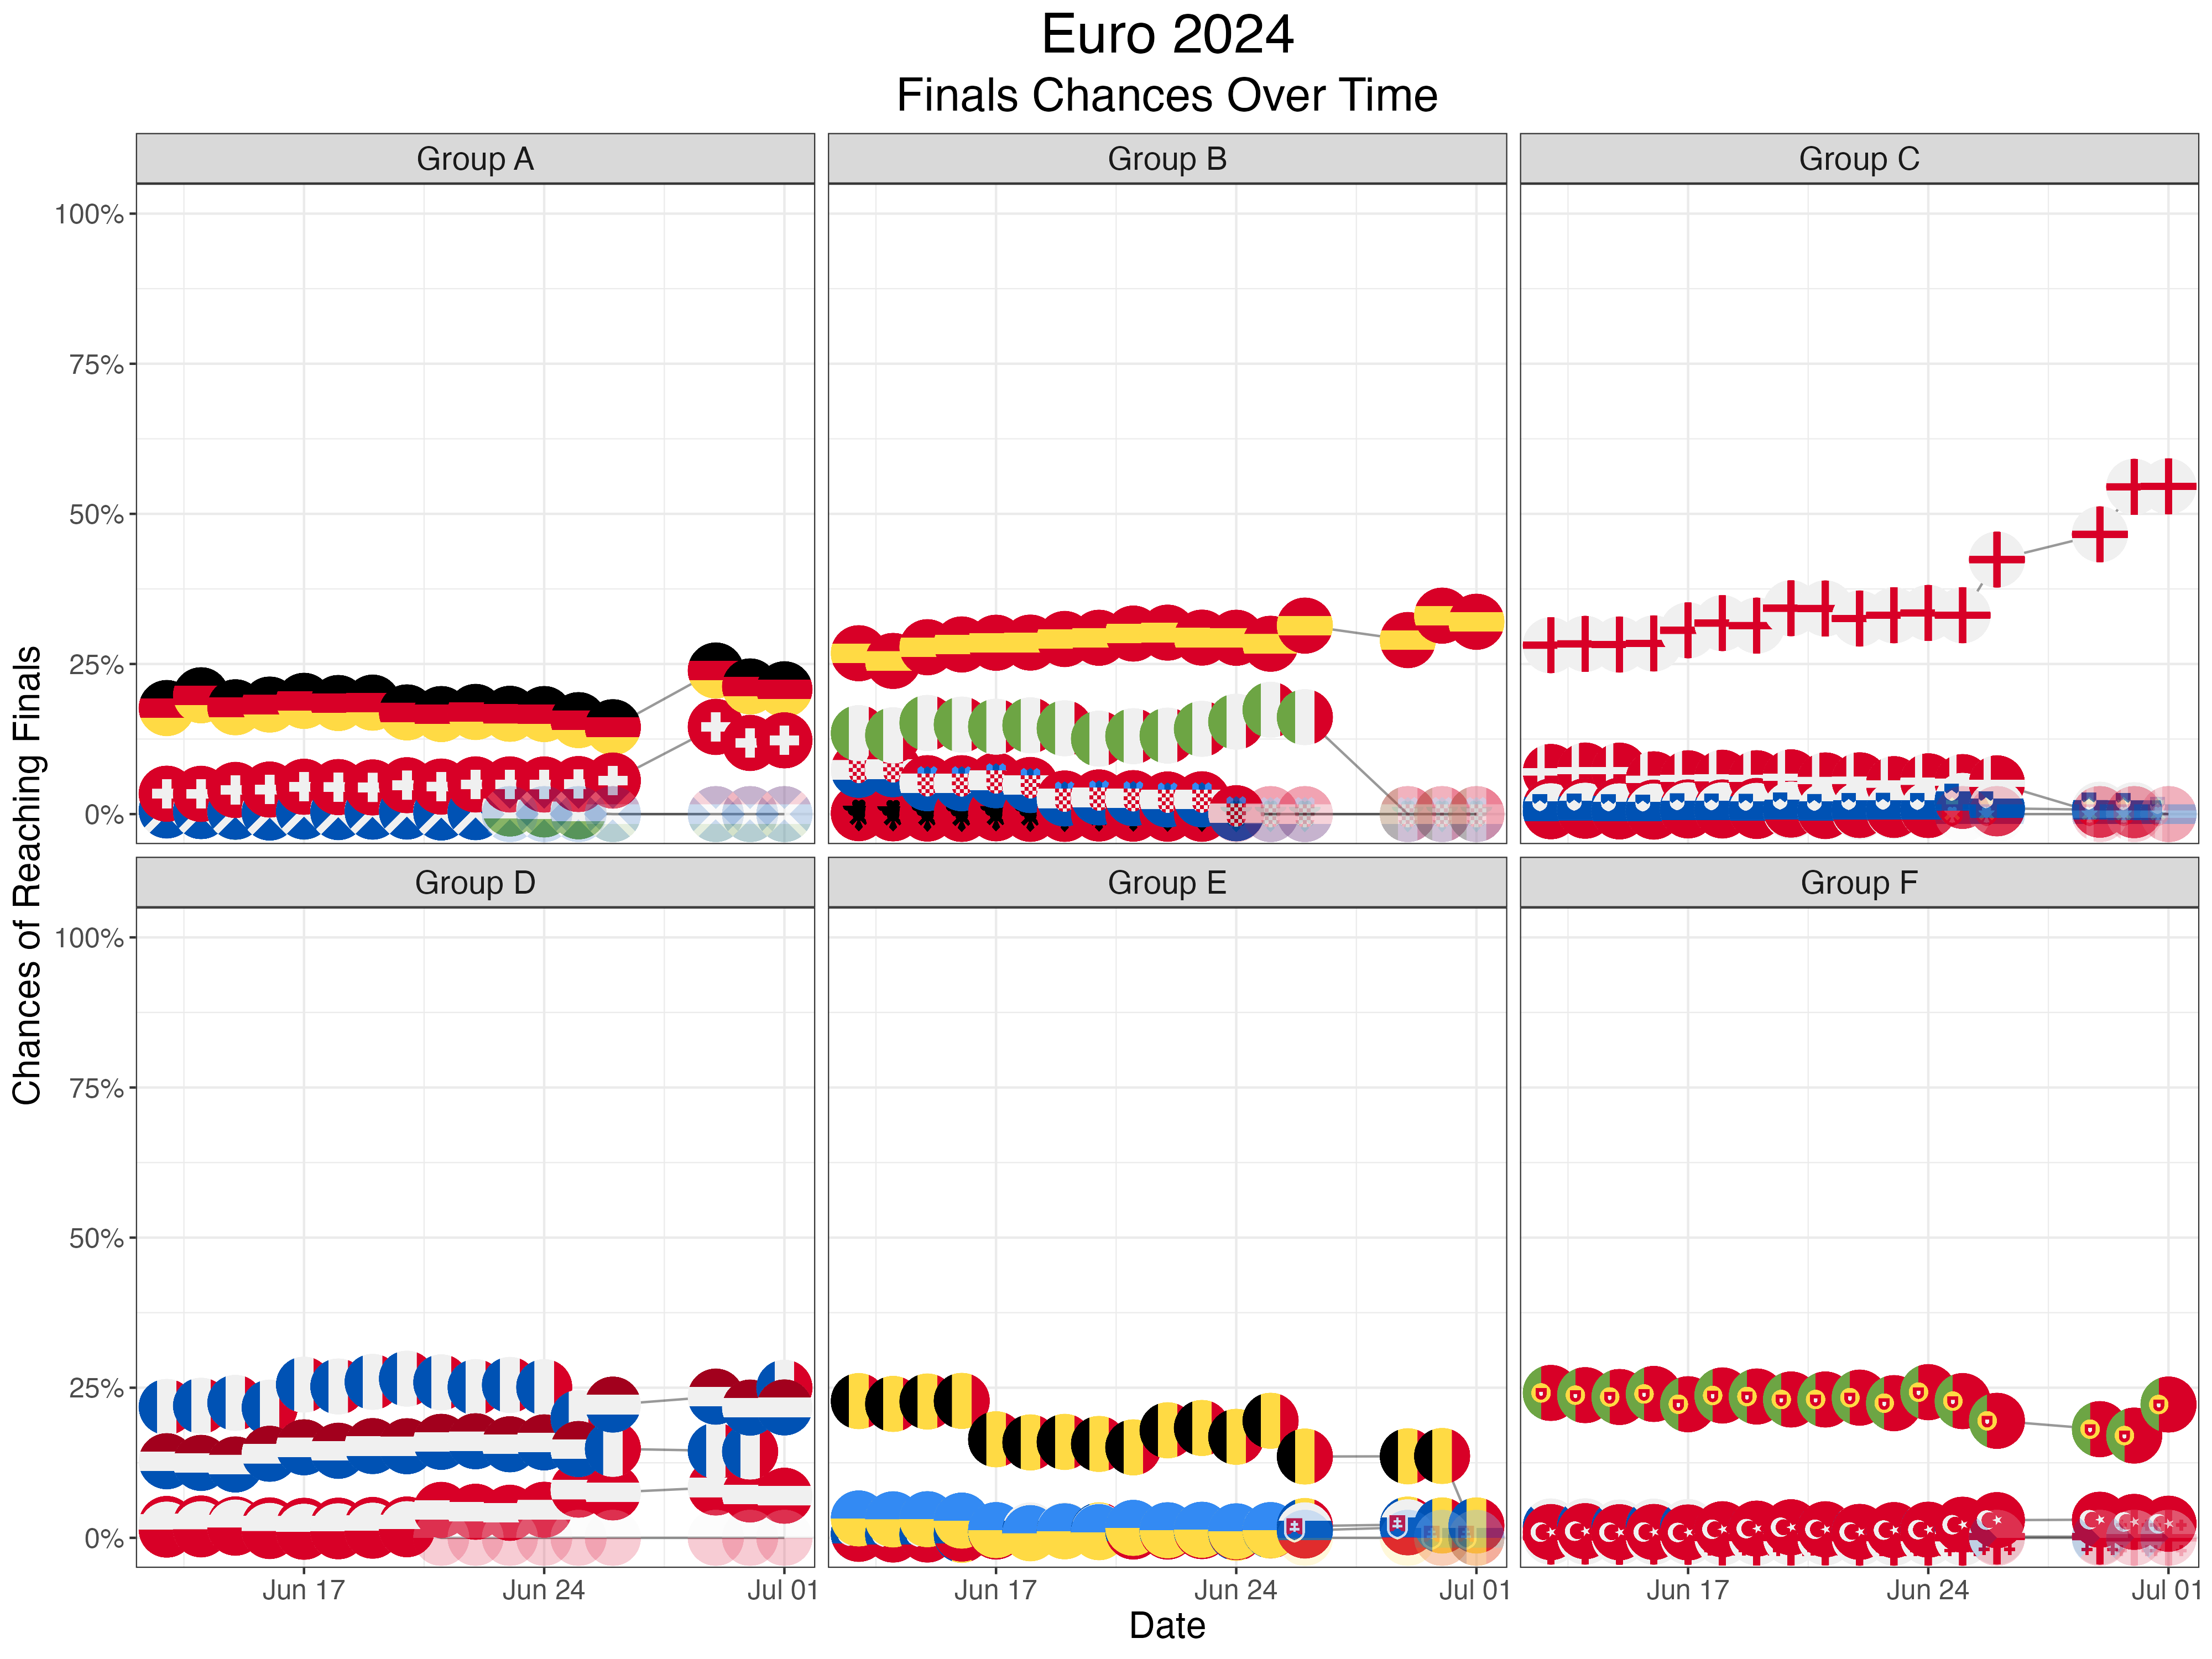 Euro 2024
Finals Chances Over Time
Group A
Group B
Group C
100%
75%
50%
25%
0%
Group D
Group E
Group F
100%
75%
50%
25%
0%
Chances of Reaching Finals
Jun 17
Jun 24
Jul 01
Jun 17
Jun 24
Jul 01
Jun 17
Jun 24
Jul 01
Date